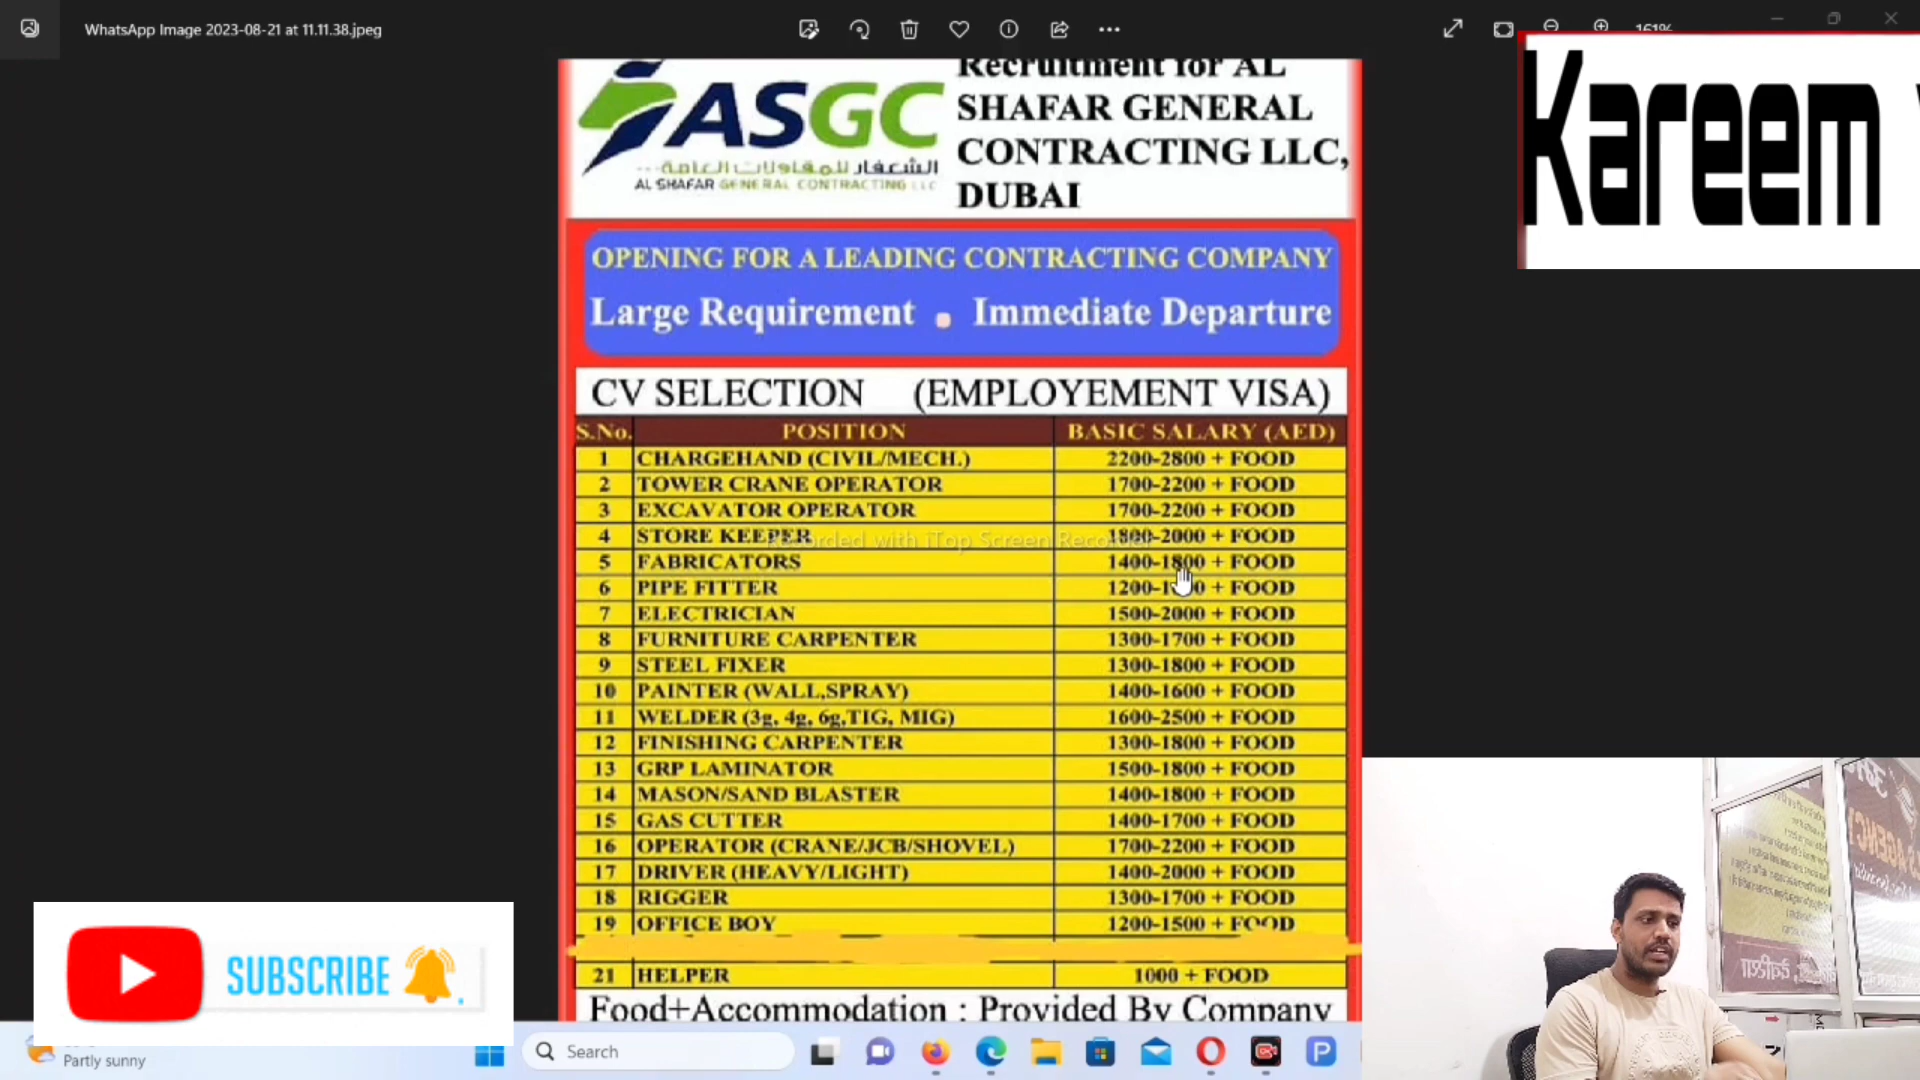 WhatsApp Image 2023-08-21 at 11.11.38.jpeg
161%
Kareem
Recruitment for AL
SHAFAR GENERAL
CONTRACTING LLC,
DUBAI
ASGC
الشعفار للمقاولات العامة
AL SHAFAR GENERAL CONTRACTING LLC
OPENING FOR A LEADING CONTRACTING COMPANY
Large Requirement . Immediate Departure
CV SELECTION (EMPLOYEMENT VISA)
S.No. POSITION BASIC SALARY (AED)
1 CHARGEHAND (CIVIL/MECH.) 2200-2800 + FOOD
2 TOWER CRANE OPERATOR 1700-2200 + FOOD
3 EXCAVATOR OPERATOR 1700-2200 + FOOD
4 STORE KEEPER 1800-2000 + FOOD
Recorded with iTop Screen Recorder
5 FABRICATORS 1400-1800 + FOOD
6 PIPE FITTER + FOOD
7 ELECTRICIAN 1500-2000 + FOOD
8 FURNITURE CARPENTER 1300-1700 + FOOD
9 STEEL FIXER 1300-1800 + FOOD
10 PAINTER (WALL,SPRAY) 1400-1600 + FOOD
11 WELDER (3g, 4g, 6g,TIG, MIG) 1600-2500 + FOOD
12 FINISHING CARPENTER 1300-1800 + FOOD
13 GRP LAMINATOR 1500-1800 + FOOD
14 MASON/SAND BLASTER 1400-1800 + FOOD
15 GAS CUTTER 1400-1700 + FOOD
16 OPERATOR (CRANE/JCB/SHOVEL) 1700-2200 + FOOD
17 DRIVER (HEAVY/LIGHT) 1400-2000 + FOOD
18 RIGGER 1300-1700 + FOOD
19 OFFICE BOY 1200-1500 + FOOD
21 HELPER 1000 + FOOD
Food+Accommodation : Provided By Company
SUBSCRIBE
Partly sunny
Search